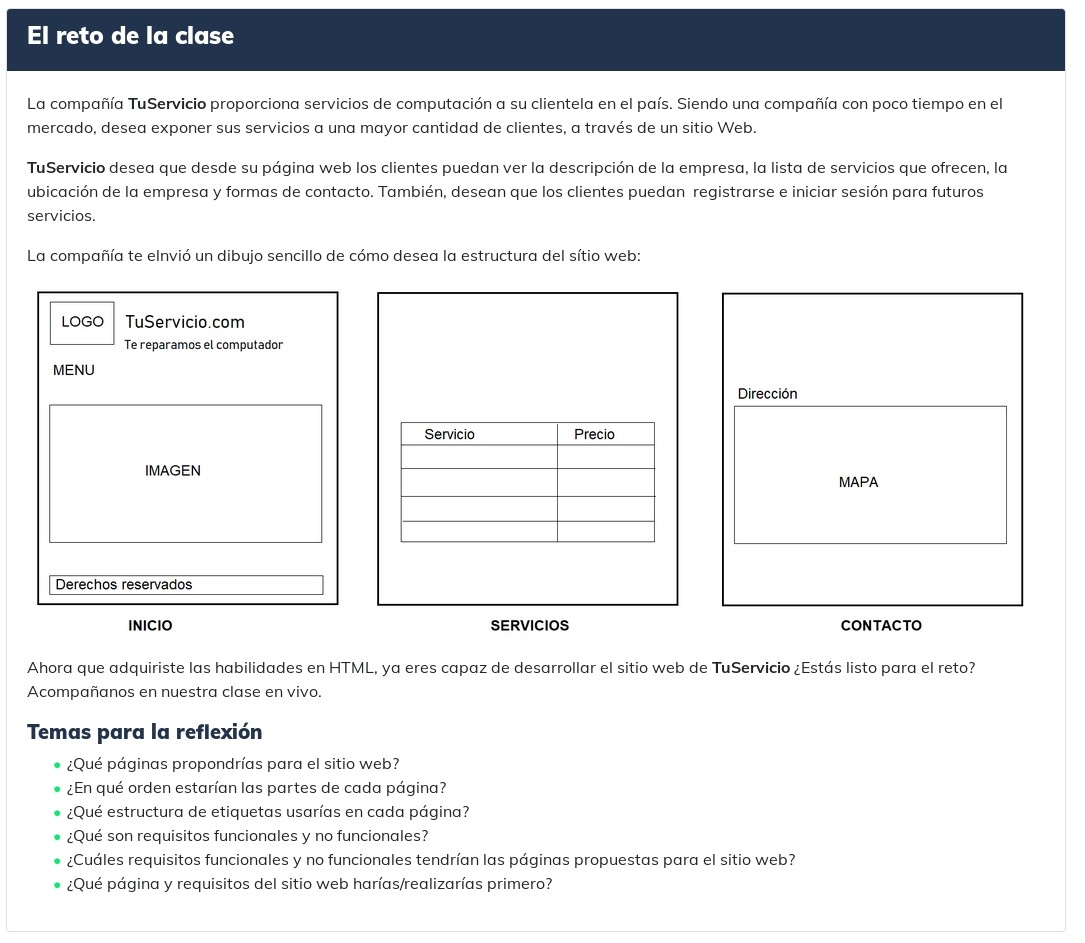 El reto de la clase
La compañía TuServicio proporciona servicios de computación a su clientela en el país. Siendo una compañía con poco tiempo en el
mercado, desea exponer sus servicios a una mayor cantidad de clientes, a través de un sitio Web.
TuServicio desea que desde su página web los clientes puedan ver la descripción de la empresa, la lista de servicios que ofrecen, la
ubicación de la empresa y formas de contacto. También, desean que los clientes puedan  registrarse e iniciar sesión para futuros
servicios.
La compañía te elnvió un dibujo sencillo de cómo desea la estructura del sítio web:
LOGO
TuServicio.com
Te reparamos el computador
MENU
IMAGEN
Derechos reservados
INICIO
Servicio
Precio
SERVICIOS
Dirección
MAPA
CONTACTO
Ahora que adquiriste las habilidades en HTML, ya eres capaz de desarrollar el sitio web de TuServicio ¿Estás listo para el reto?
Acompañanos en nuestra clase en vivo.
Temas para la reflexión
¿Qué páginas propondrías para el sitio web?
¿En qué orden estarían las partes de cada página?
¿Qué estructura de etiquetas usarías en cada página?
¿Qué son requisitos funcionales y no funcionales?
¿Cuáles requisitos funcionales y no funcionales tendrían las páginas propuestas para el sitio web?
¿Qué página y requisitos del sitio web harías/realizarías primero?